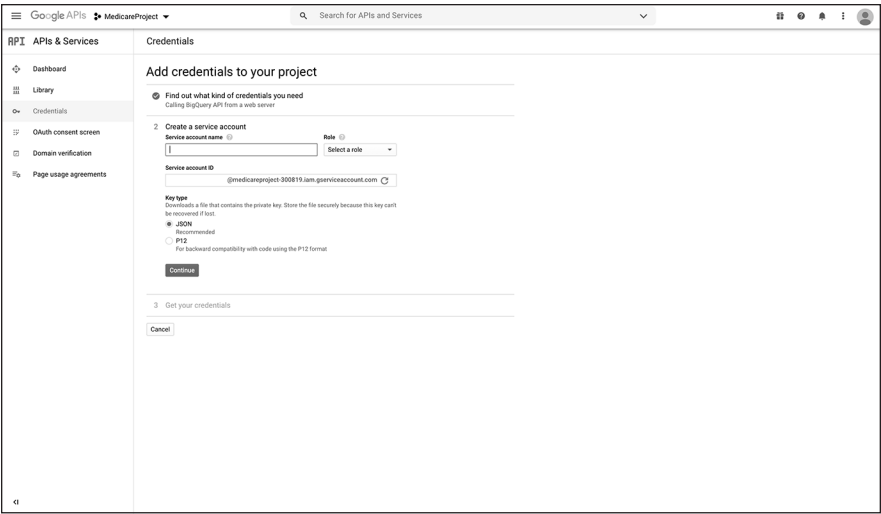 Google APIs MedicareProject Search for APIs and Services
API APIs & Services Credentials
Dashboard
Library
Credentials
OAuth consent screen
Domain verification
Page usage agreements
Add credentials to your project
Find out what kind of credentials you need
Calling BigQuery API from a web server
2 Create a service account
Service account name Role
Select a role
Service account ID
@medicareproject-300819.iam.gserviceaccount.com
Key type
Downloads a file that contains the private key. Store the file securely because this key can't
be recovered if lost.
JSON
Recommended
P12
For backward compatibility with code using the P12 format
Continue
3 Get your credentials
Cancel